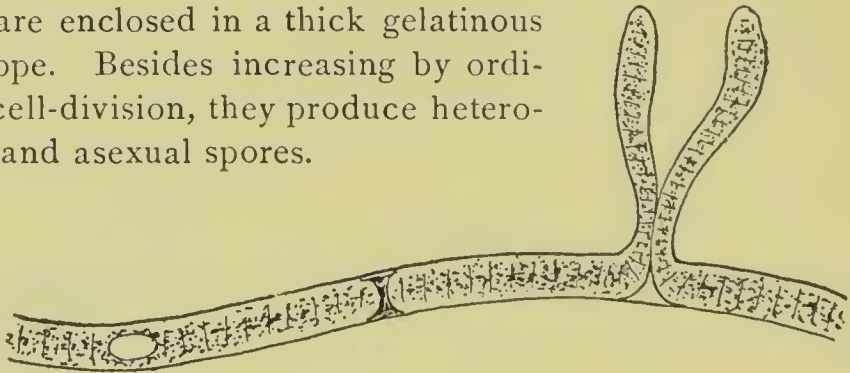 are enclosed in a thick gelatinous
ope. Besides increasing by ordi-
cell-division, they produce hetero-
and asexual spores.